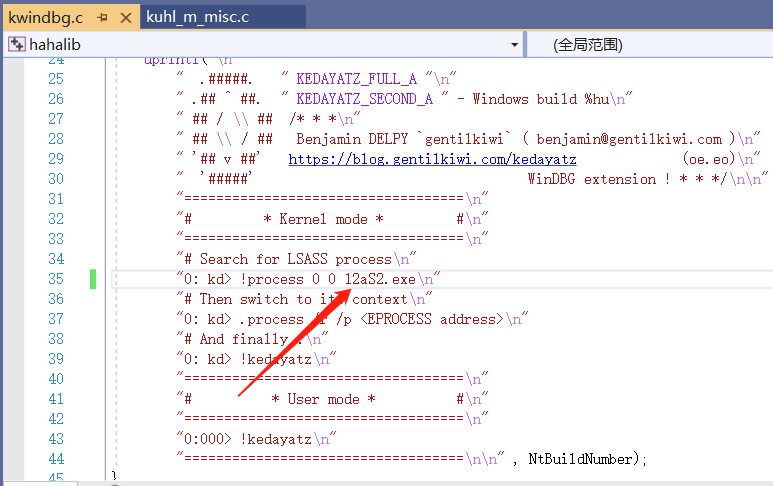 kwindbg.c
kuhl_m_misc.c
hahalib
(全局范围)
24 dprintf( "\n"
25 "  .#####.   " KEDAYATZ_FULL_A "\n"
26 " .## ^ ##.  " KEDAYATZ_SECOND_A " - Windows build %hu\n"
27 " ## / \\ ##  /* * *\n"
28 " ## \\ / ##   Benjamin DELPY `gentilkiwi` ( benjamin@gentilkiwi.com )\n"
29 " '## v ##'   https://blog.gentilkiwi.com/kedayatz (oe.eo)\n"
30 "  '#####' WinDBG extension ! * * */\n\n"
31 "===================================\n"
32 "# * Kernel mode * #\n"
33 "===================================\n"
34 "# Search for LSASS process\n"
35 "0: kd> !process 0 0 12aS2.exe\n"
36 "# Then switch to its context\n"
37 "0: kd> .process /r /p <EPROCESS address>\n"
38 "# And finally :\n"
39 "0: kd> !kedayatz\n"
40 "===================================\n"
41 "# * User mode * #\n"
42 "===================================\n"
43 "0:000> !kedayatz\n"
44 "===================================\n\n" , NtBuildNumber);
45 }